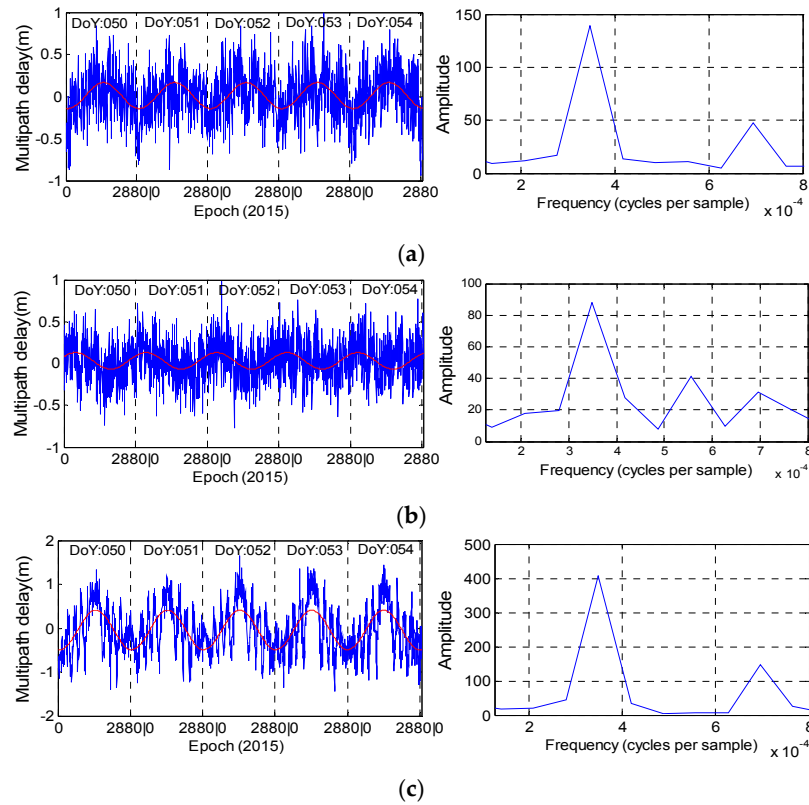 DoY:050 DoY:051 DoY:052 DoY:053 DoY:054
Multipath delay(m)
1
0.5
0
-0.5
-1
0 2880|0 2880|0 2880|0 2880|0 2880
Epoch (2015)
Amplitude
150
100
50
0
2 4 6 8
Frequency (cycles per sample) x 10⁻⁴
(a)
DoY:050 DoY:051 DoY:052 DoY:053 DoY:054
Multipath delay(m)
1
0.5
0
-0.5
-1
0 2880|0 2880|0 2880|0 2880|0 2880
Epoch (2015)
Amplitude
100
80
60
40
20
0
2 3 4 5 6 7 8
Frequency (cycles per sample) x 10⁻⁴
(b)
DoY:050 DoY:051 DoY:052 DoY:053 DoY:054
Multipath delay(m)
2
1
0
-1
-2
0 2880|0 2880|0 2880|0 2880|0 2880
Epoch (2015)
Amplitude
500
400
300
200
100
0
2 4 6 8
Frequency (cycles per sample) x 10⁻⁴
(c)